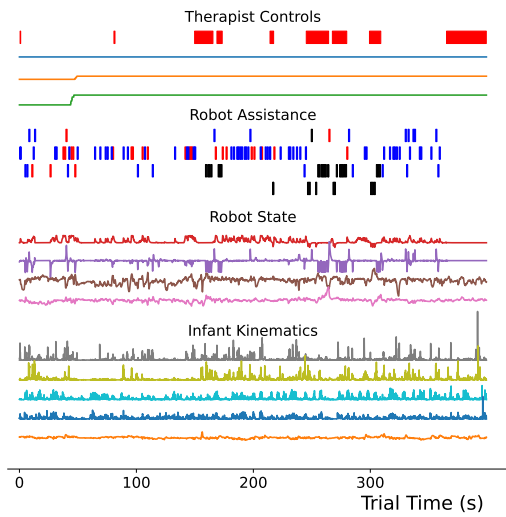 Therapist Controls
Robot Assistance
Robot State
Infant Kinematics
0 100 200 300
Trial Time (s)